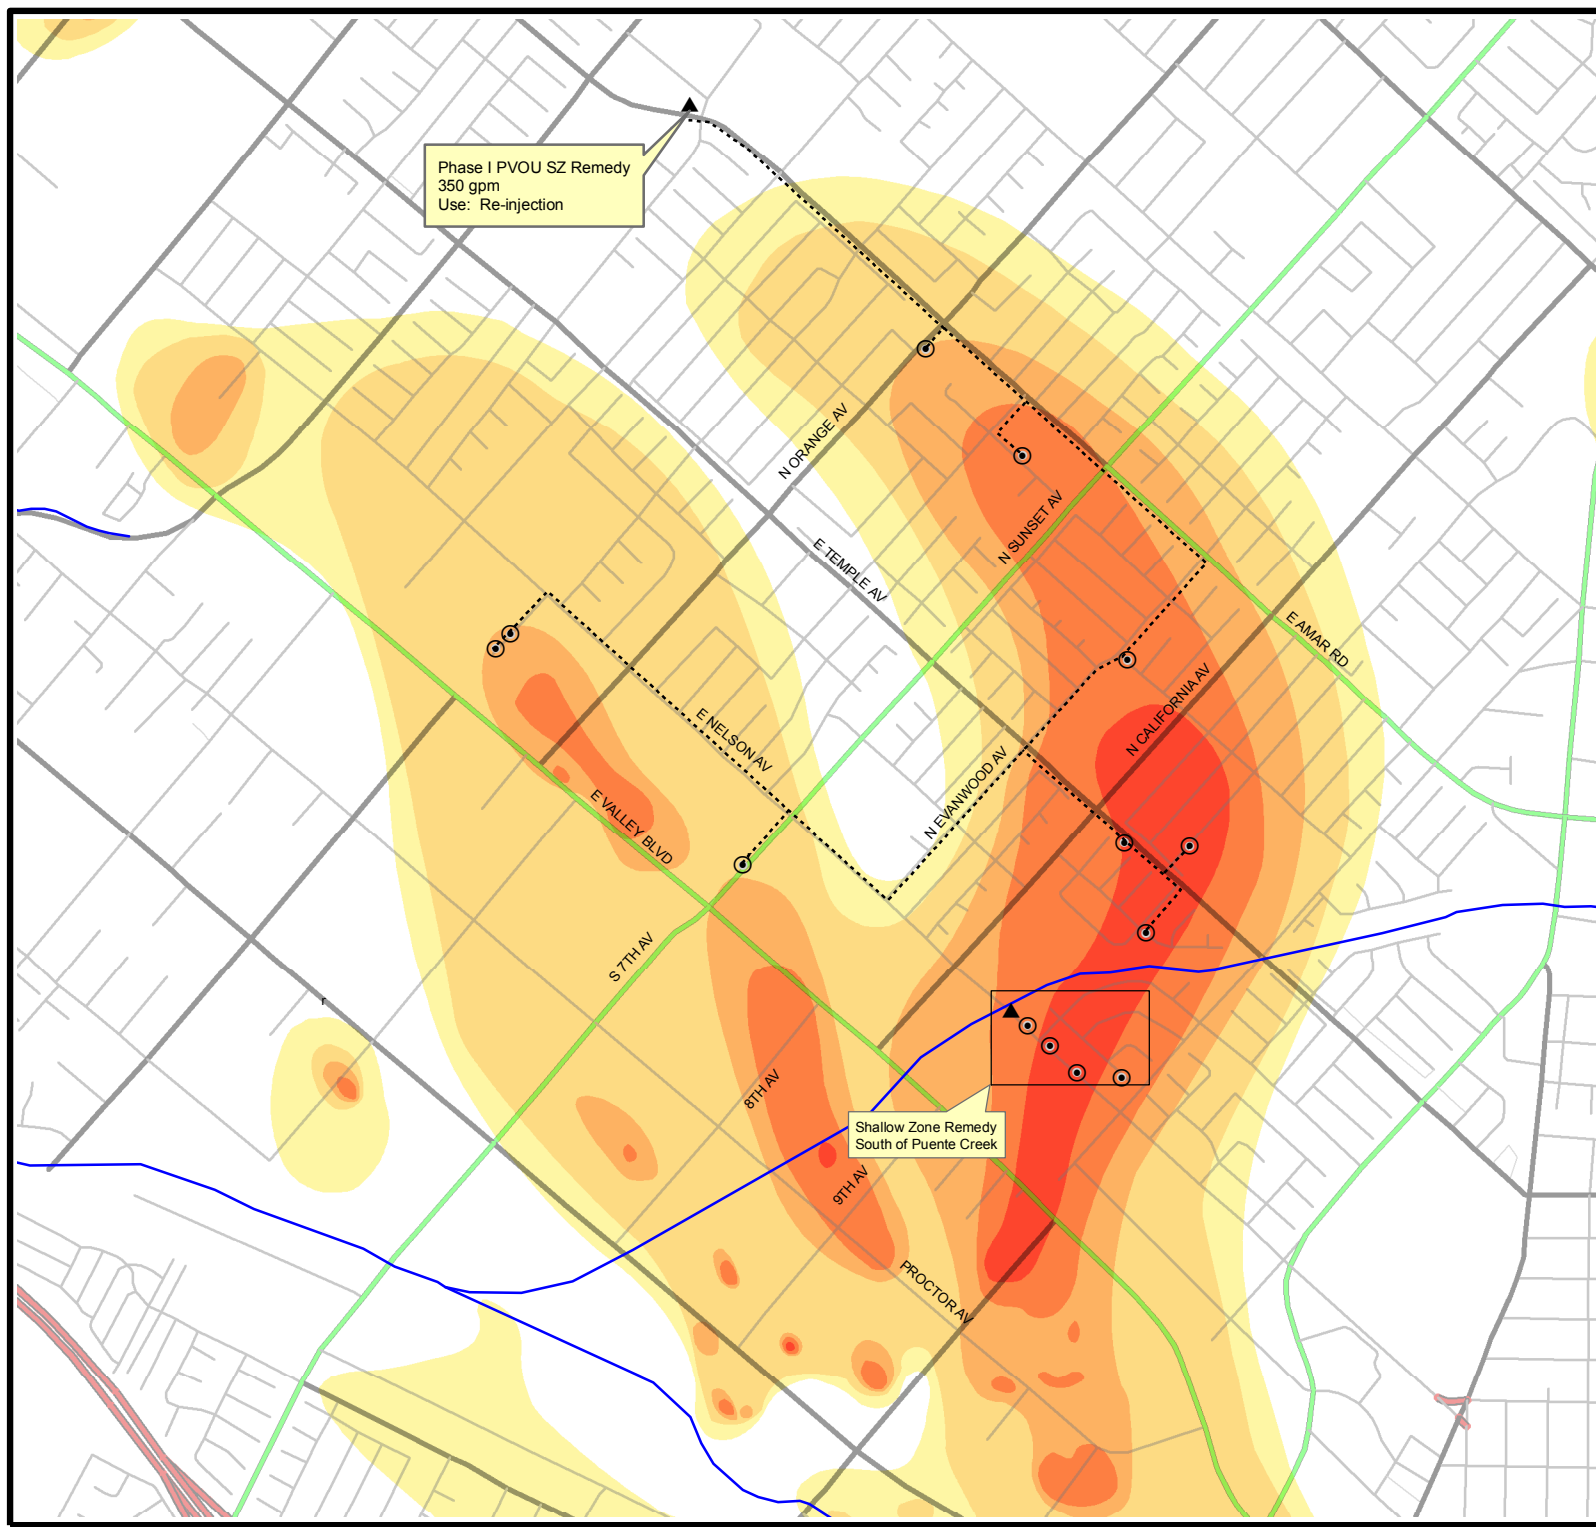 Phase I PVOU SZ Remedy
350 gpm
Use: Re-injection
N ORANGE AV
N SUNSET AV
E TEMPLE AV
E AMAR RD
N CALIFORNIA AV
E NELSON AV
N EVANWOOD AV
E VALLEY BLVD
S 7TH AV
r
8TH AV
Shallow Zone Remedy
South of Puente Creek
9TH AV
PROCTOR AV